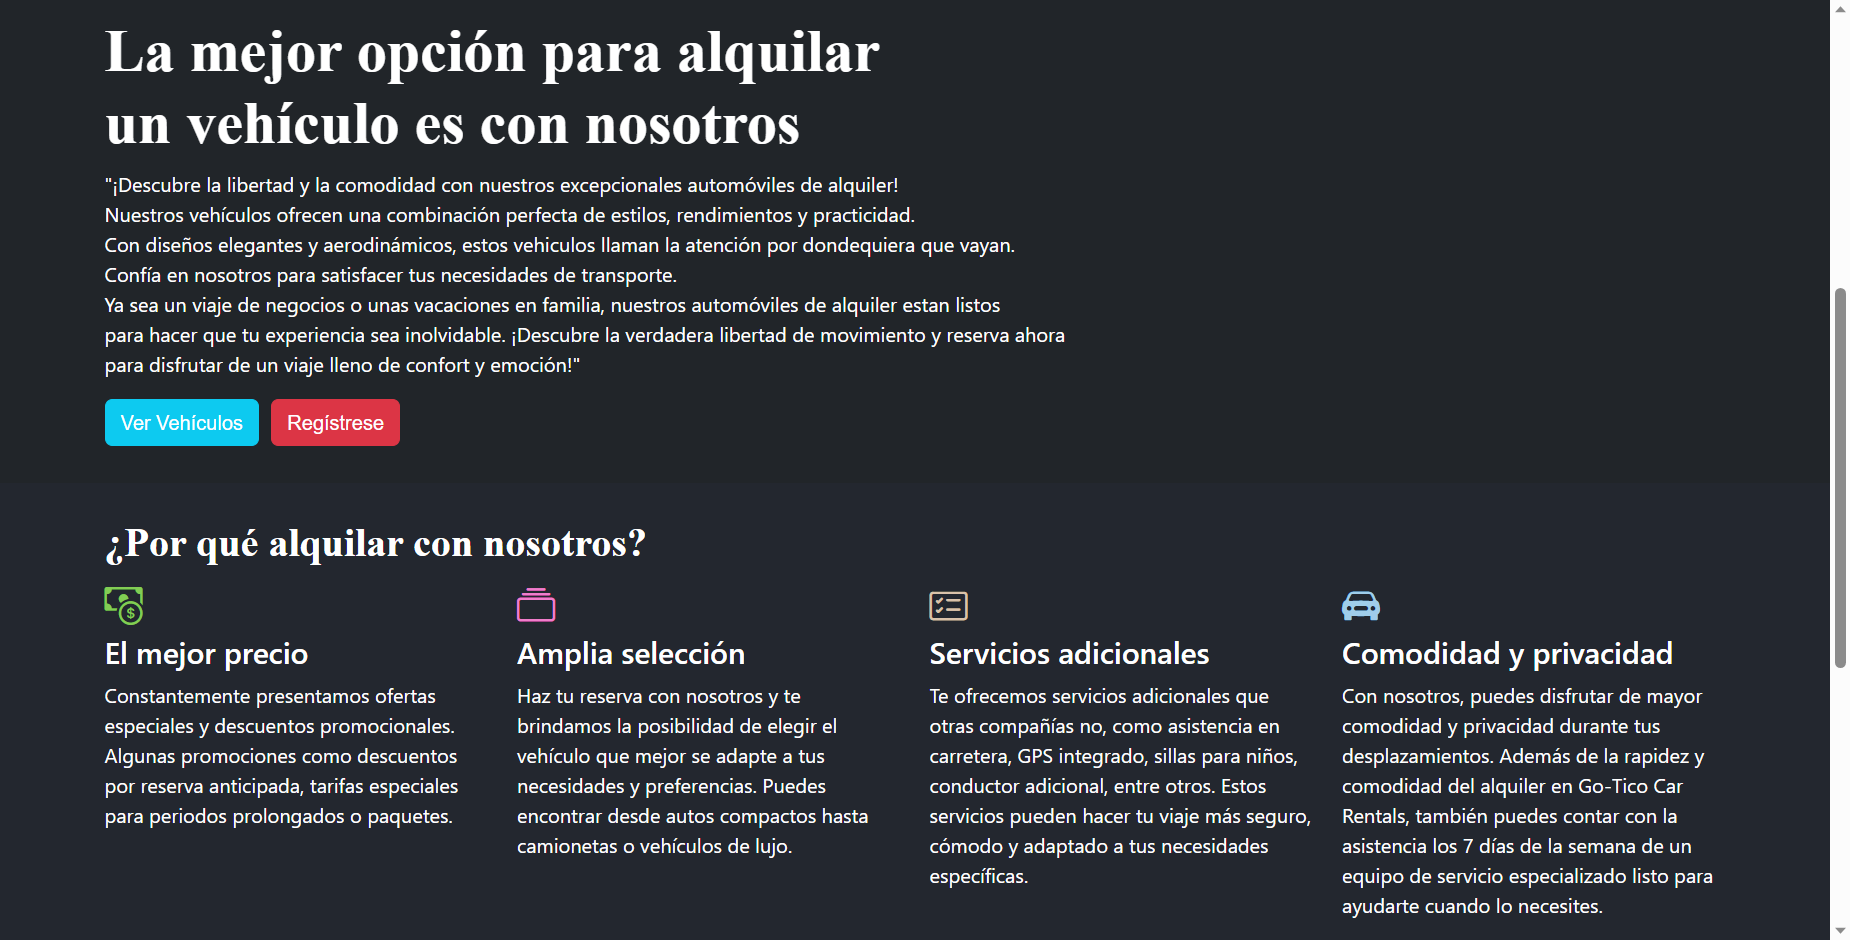 La mejor opción para alquilar
un vehículo es con nosotros
"¡Descubre la libertad y la comodidad con nuestros excepcionales automóviles de alquiler!
Nuestros vehículos ofrecen una combinación perfecta de estilos, rendimientos y practicidad.
Con diseños elegantes y aerodinámicos, estos vehiculos llaman la atención por dondequiera que vayan.
Confía en nosotros para satisfacer tus necesidades de transporte.
Ya sea un viaje de negocios o unas vacaciones en familia, nuestros automóviles de alquiler estan listos
para hacer que tu experiencia sea inolvidable. ¡Descubre la verdadera libertad de movimiento y reserva ahora
para disfrutar de un viaje lleno de confort y emoción!"
Ver Vehículos Regístrese
¿Por qué alquilar con nosotros?
El mejor precio
Constantemente presentamos ofertas
especiales y descuentos promocionales.
Algunas promociones como descuentos
por reserva anticipada, tarifas especiales
para periodos prolongados o paquetes.
Amplia selección
Haz tu reserva con nosotros y te
brindamos la posibilidad de elegir el
vehículo que mejor se adapte a tus
necesidades y preferencias. Puedes
encontrar desde autos compactos hasta
camionetas o vehículos de lujo.
Servicios adicionales
Te ofrecemos servicios adicionales que
otras compañías no, como asistencia en
carretera, GPS integrado, sillas para niños,
conductor adicional, entre otros. Estos
servicios pueden hacer tu viaje más seguro,
cómodo y adaptado a tus necesidades
específicas.
Comodidad y privacidad
Con nosotros, puedes disfrutar de mayor
comodidad y privacidad durante tus
desplazamientos. Además de la rapidez y
comodidad del alquiler en Go-Tico Car
Rentals, también puedes contar con la
asistencia los 7 días de la semana de un
equipo de servicio especializado listo para
ayudarte cuando lo necesites.